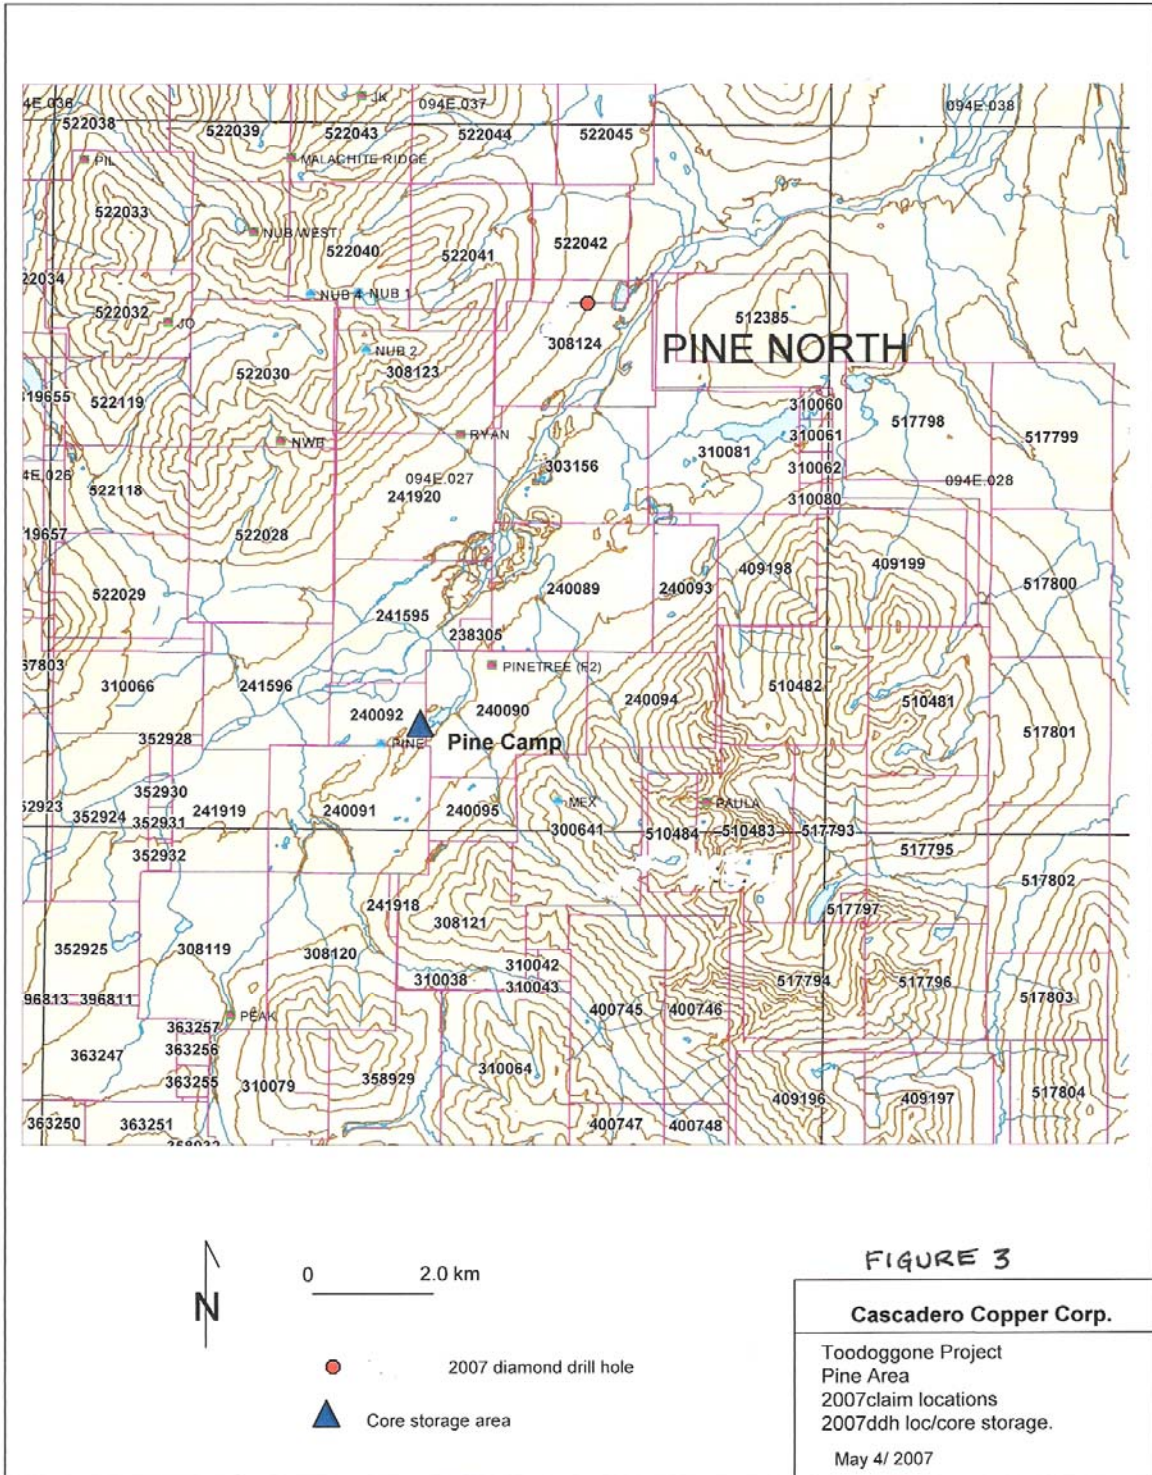 JK
4E.036
094E.037
094E.038
522038
522039
522043
522044
522045
PIL
MALACHITE RIDGE
522033
NUB WEST
522040
522041
522042
22034
NUB 4
NUB 1
522032
JO
512385
308124
PINE NORTH
NUB 2
308123
522030
19655
522119
310060
517798
RYAN
310061
517799
NWB
310081
303156
310062
4E.026
094E.027
094E.028
522118
241920
310080
19657
522028
409198
409199
240089
240093
517800
522029
241595
238305
67803
PINETREE (F2)
310066
241596
510482
240094
510481
240092
240090
352928
PINE
Pine Camp
517801
352930
52923
MEX
PAULA
352924
352931
241919
240091
240095
300641
510484
510483
517793
517795
352932
517802
241918
517797
308121
352925
308119
308120
310042
310038
310043
517794
517796
96813
396811
400745
400746
517803
PEAK
363257
363247
363256
310064
363255
310079
358929
409196
409197
517804
363250
363251
400747
400748
N
0 2.0 km
2007 diamond drill hole
Core storage area
FIGURE 3
Cascadero Copper Corp.
Toodoggone Project
Pine Area
2007claim locations
2007ddh loc/core storage.
May 4/ 2007